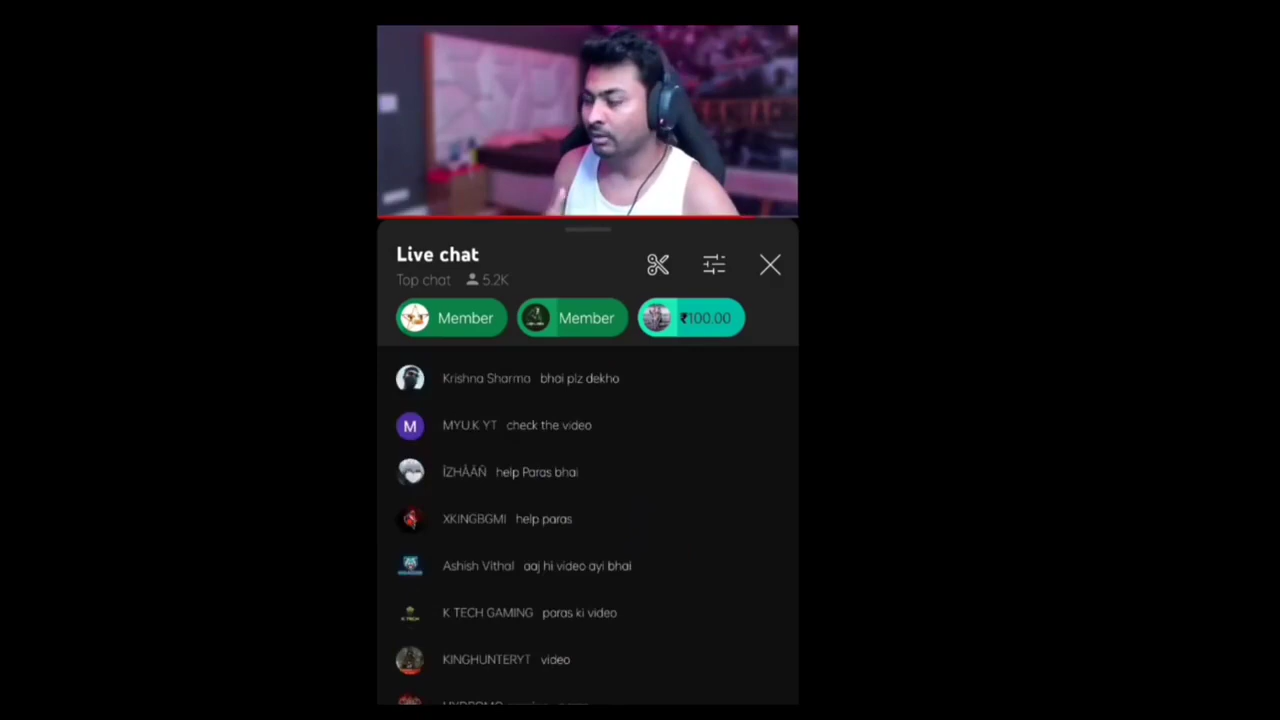 Live chat
Top chat 5.2K
Member Member ₹100.00
Krishna Sharma bhai plz dekho
MYU.K YT check the video
ÌZHÂÄÑ help Paras bhai
XKINGBGMI help paras
Ashish Vithal aaj hi video ayi bhai
K TECH GAMING paras ki video
KINGHUNTERYT video